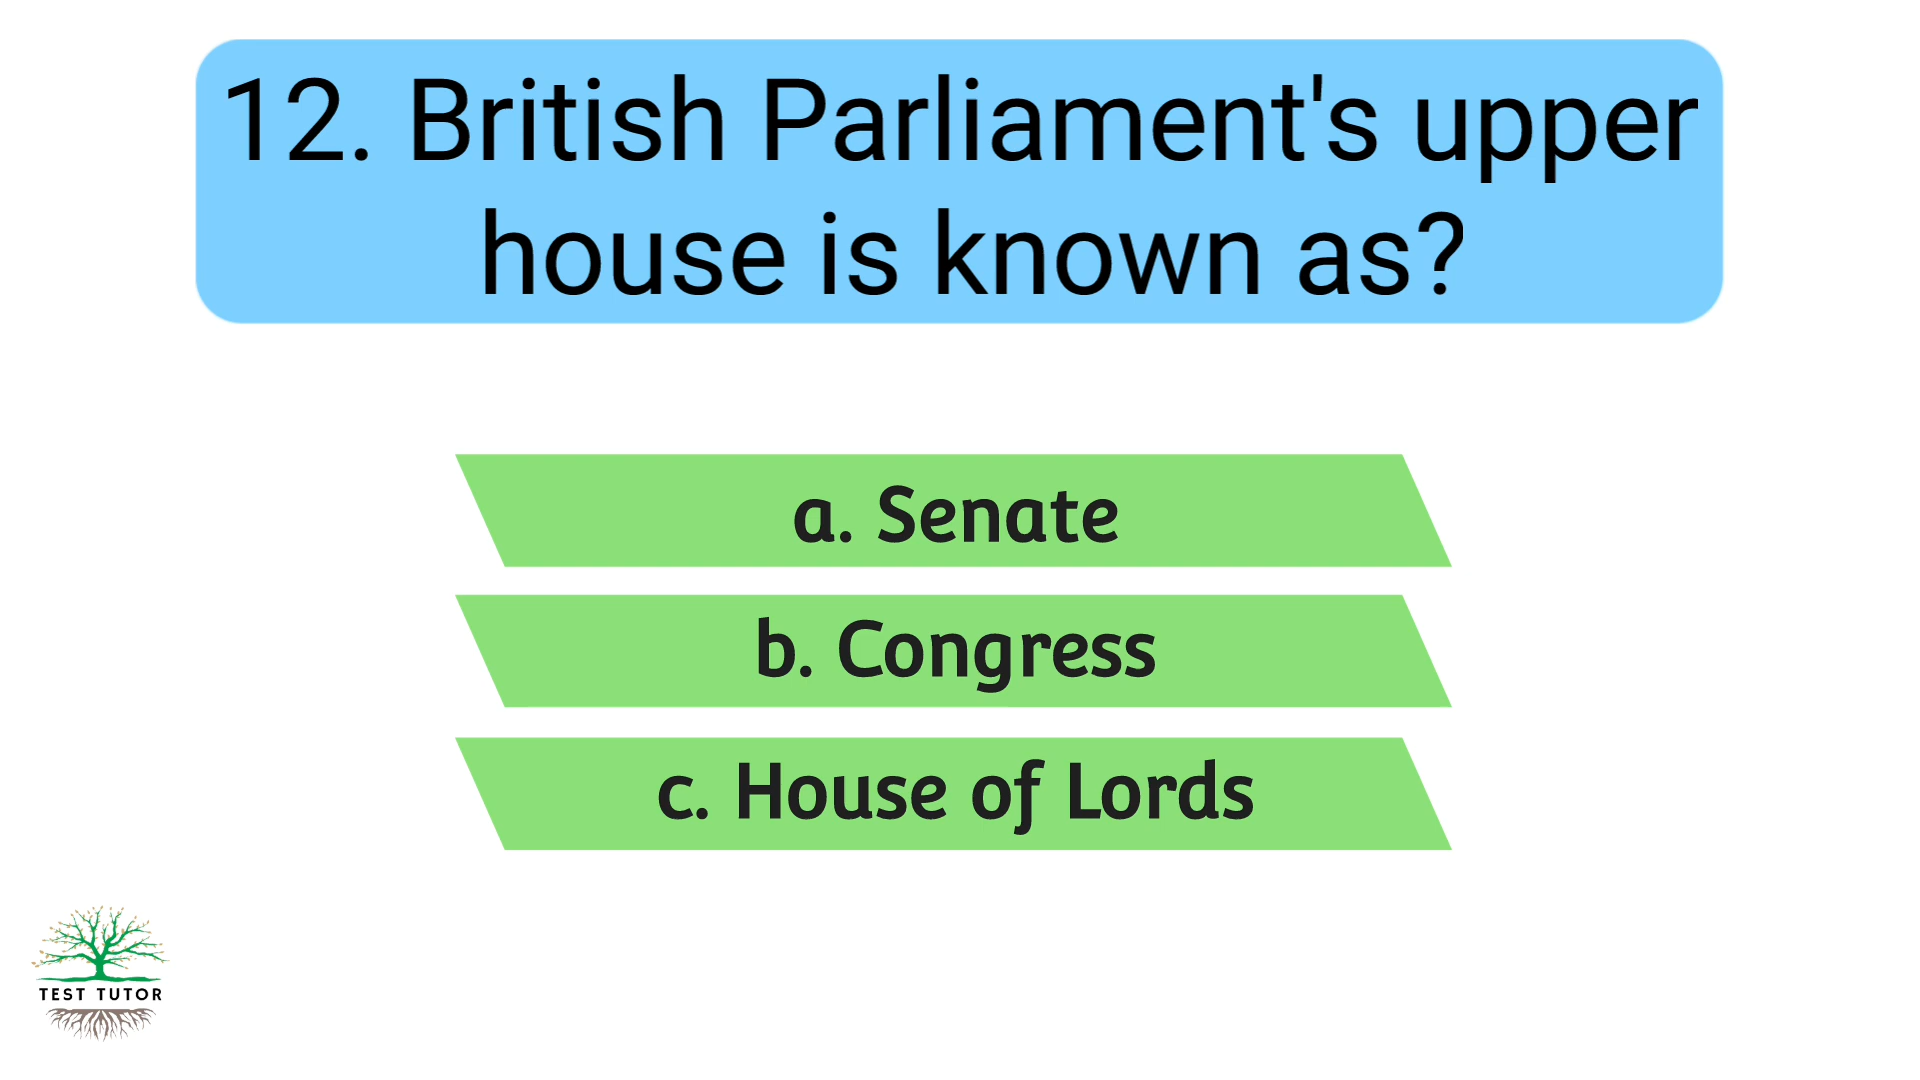 12. British Parliament's upper
house is known as?
a. Senate
b. Congress
c. House of Lords
TEST TUTOR